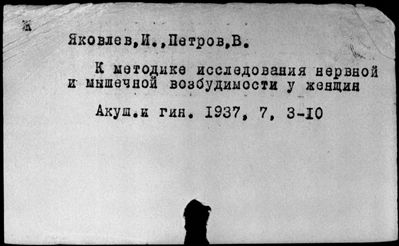 Яковлев,И.,Петров,В.
К методике исследования нервной
и мышечной возбудимости у женщин
Акуш.и гин. 1937, 7, 3-10